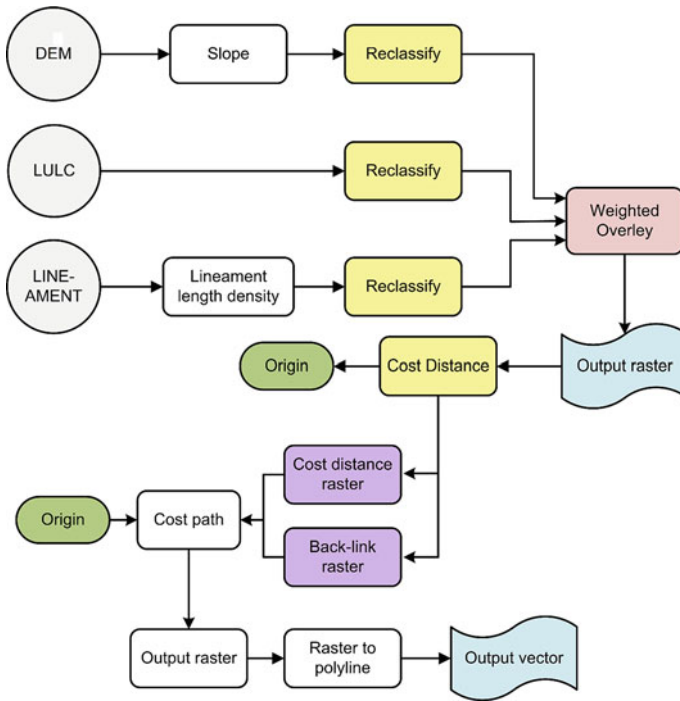 DEM
Slope
Reclassify
LULC
Reclassify
Weighted
Overley
LINE-
AMENT
Lineament
length density
Reclassify
Origin
Cost Distance
Output raster
Cost distance
raster
Origin
Cost path
Back-link
raster
Output raster
Raster to
polyline
Output vector